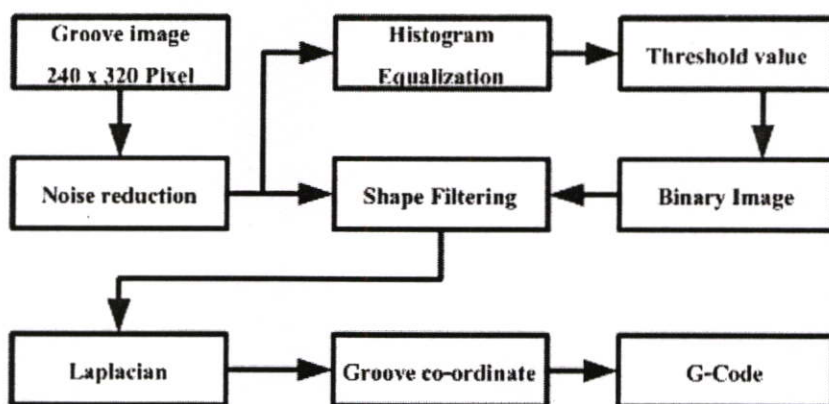 Groove image
240 x 320 Pixel
Histogram
Equalization
Threshold value
Noise reduction
Shape Filtering
Binary Image
Laplacian
Groove co-ordinate
G-Code